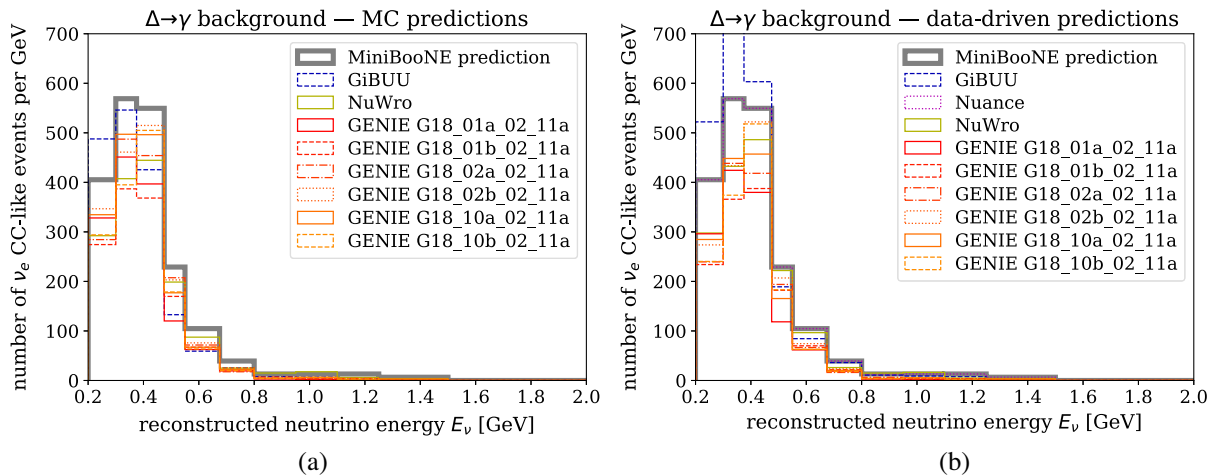 Δ→γ background — MC predictions
700
600
500
400
300
200
100
0
number of νe CC-like events per GeV
MiniBooNE prediction
GiBUU
NuWro
GENIE G18_01a_02_11a
GENIE G18_01b_02_11a
GENIE G18_02a_02_11a
GENIE G18_02b_02_11a
GENIE G18_10a_02_11a
GENIE G18_10b_02_11a
0.2 0.4 0.6 0.8 1.0 1.2 1.4 1.6 1.8 2.0
reconstructed neutrino energy Eν [GeV]
(a)
Δ→γ background — data-driven predictions
700
600
500
400
300
200
100
0
number of νe CC-like events per GeV
MiniBooNE prediction
GiBUU
Nuance
NuWro
GENIE G18_01a_02_11a
GENIE G18_01b_02_11a
GENIE G18_02a_02_11a
GENIE G18_02b_02_11a
GENIE G18_10a_02_11a
GENIE G18_10b_02_11a
0.2 0.4 0.6 0.8 1.0 1.2 1.4 1.6 1.8 2.0
reconstructed neutrino energy Eν [GeV]
(b)